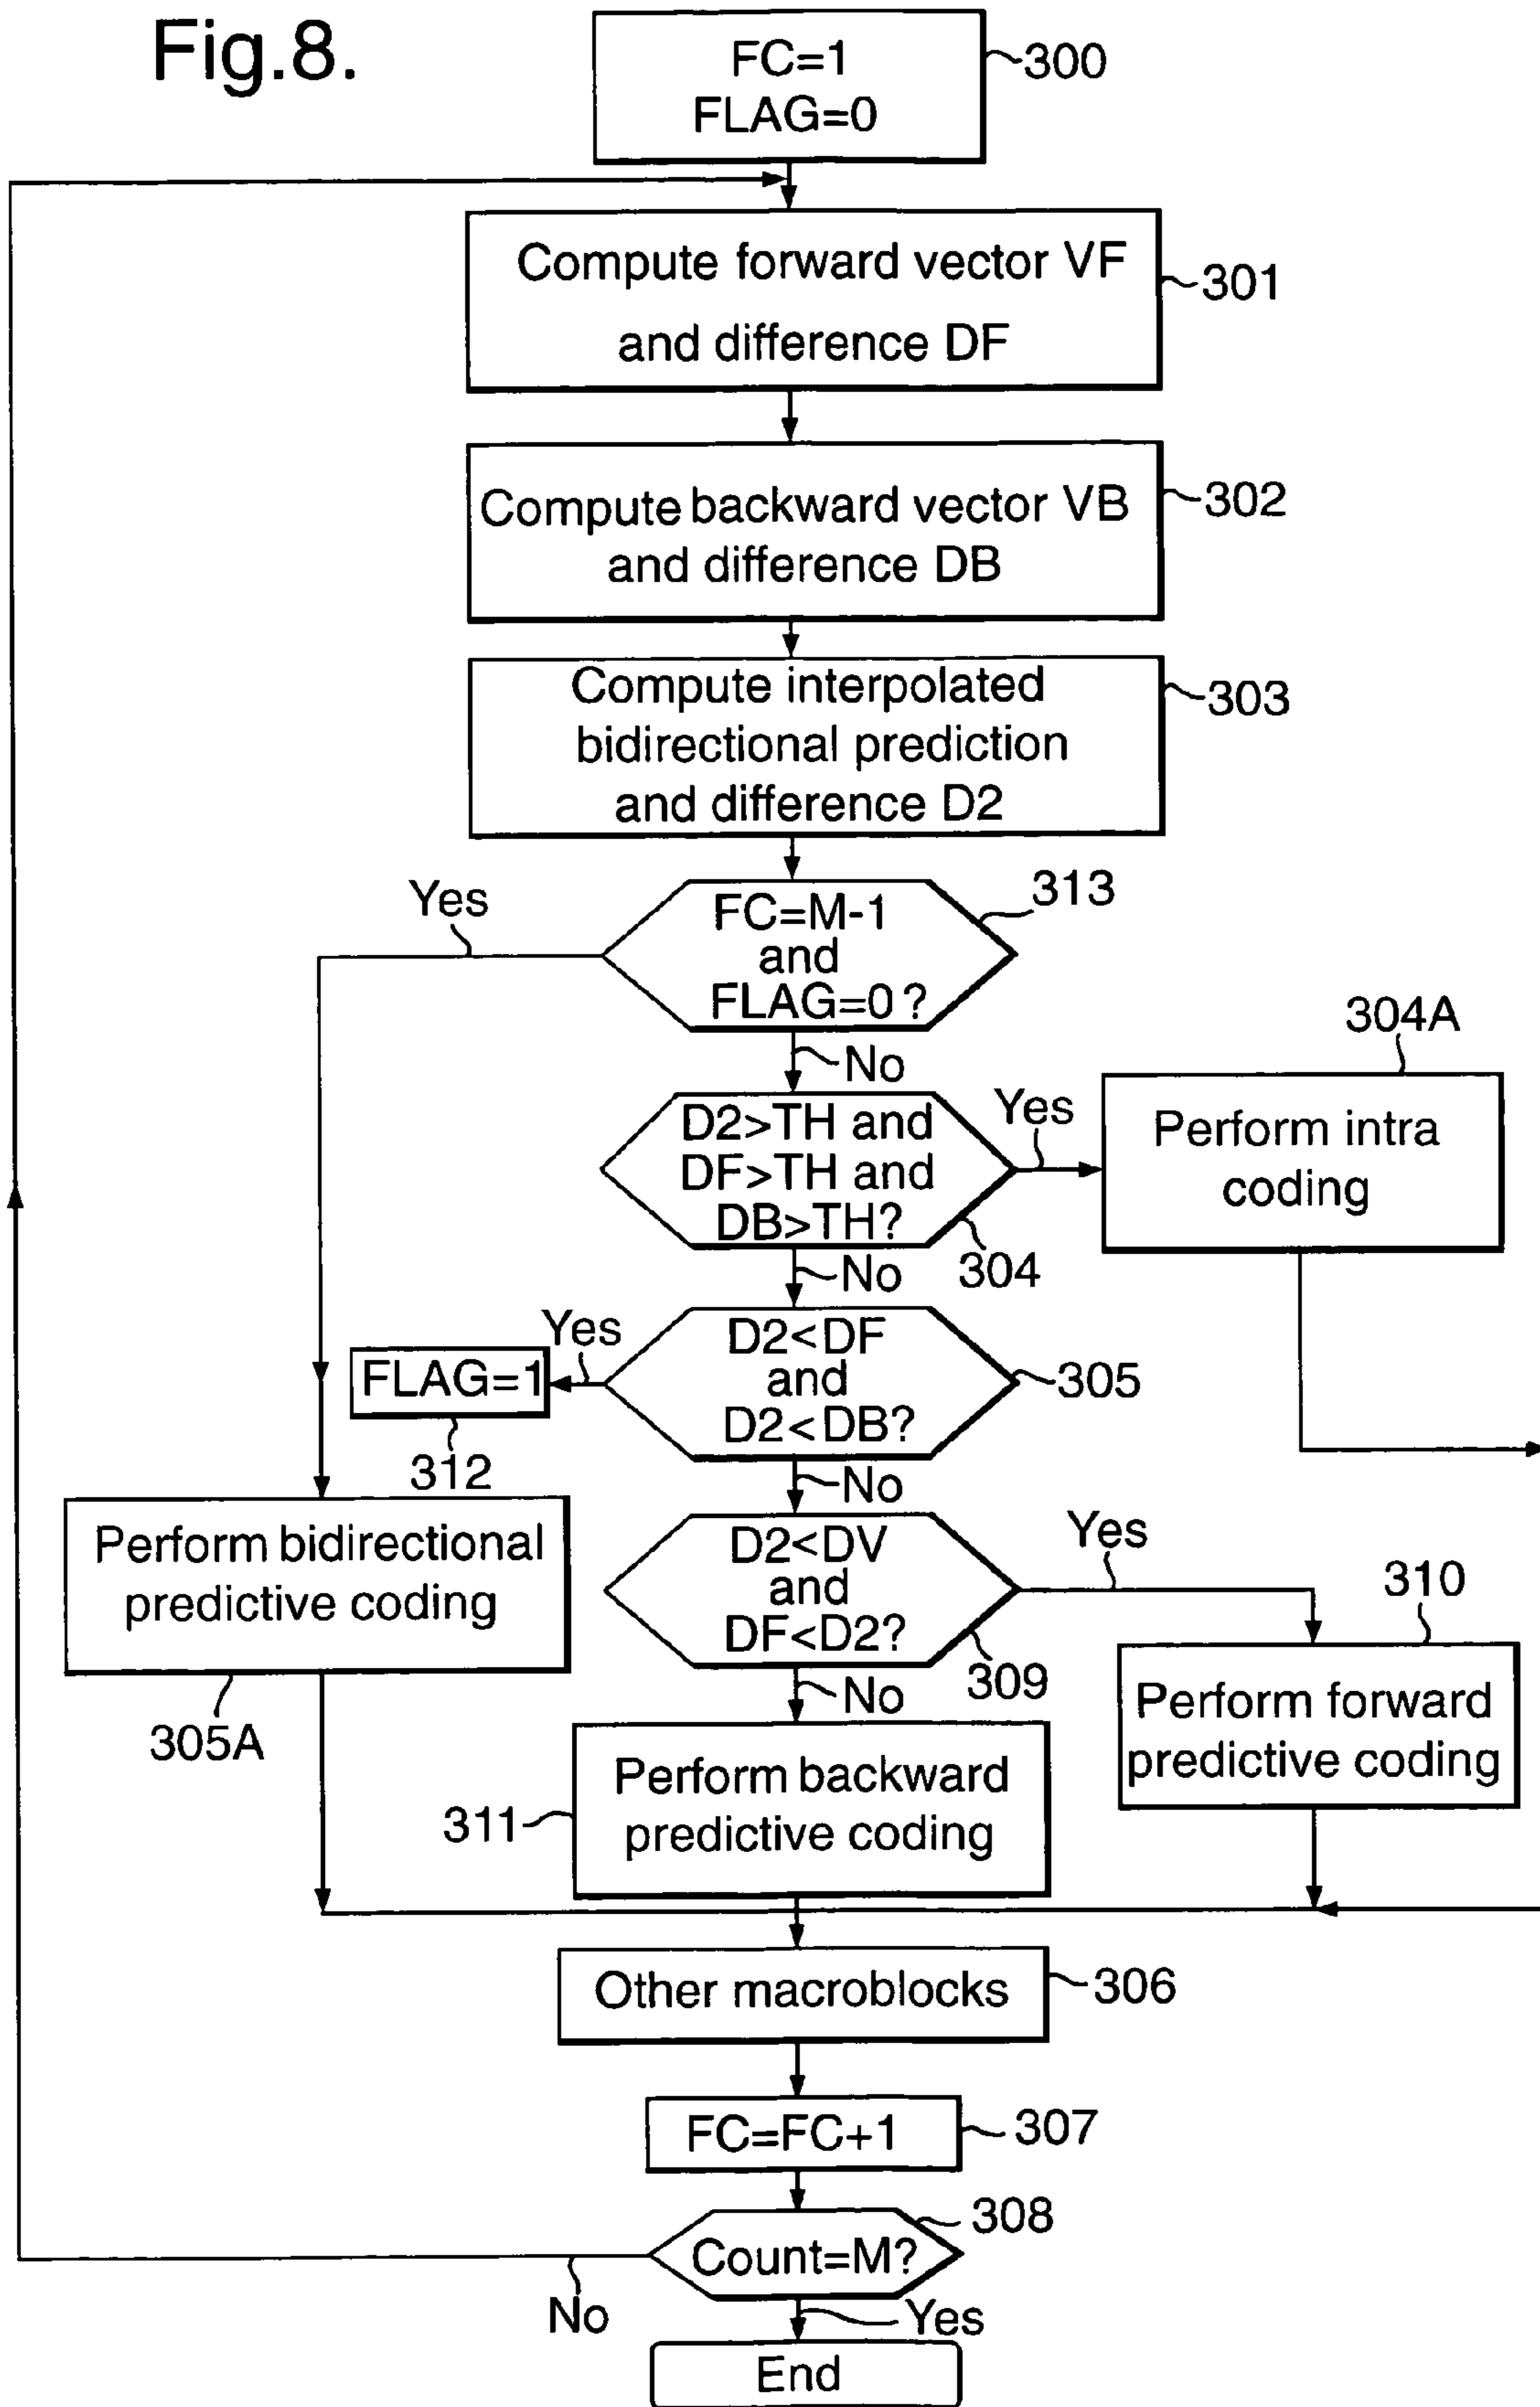 Fig.8.
FC=1
FLAG=0
300
Compute forward vector VF
and difference DF
301
Compute backward vector VB
and difference DB
302
Compute interpolated
bidirectional prediction
and difference D2
303
Yes
FC=M-1
and
FLAG=0?
313
No
D2>TH and
DF>TH and
DB>TH?
304
Yes
304A
Perform intra
coding
No
D2<DF
and
D2<DB?
305
Yes
FLAG=1
312
No
Perform bidirectional
predictive coding
305A
D2<DV
and
DF<D2?
309
Yes
310
Perform forward
predictive coding
No
Perform backward
predictive coding
311
Other macroblocks
306
FC=FC+1
307
Count=M?
308
No
Yes
End